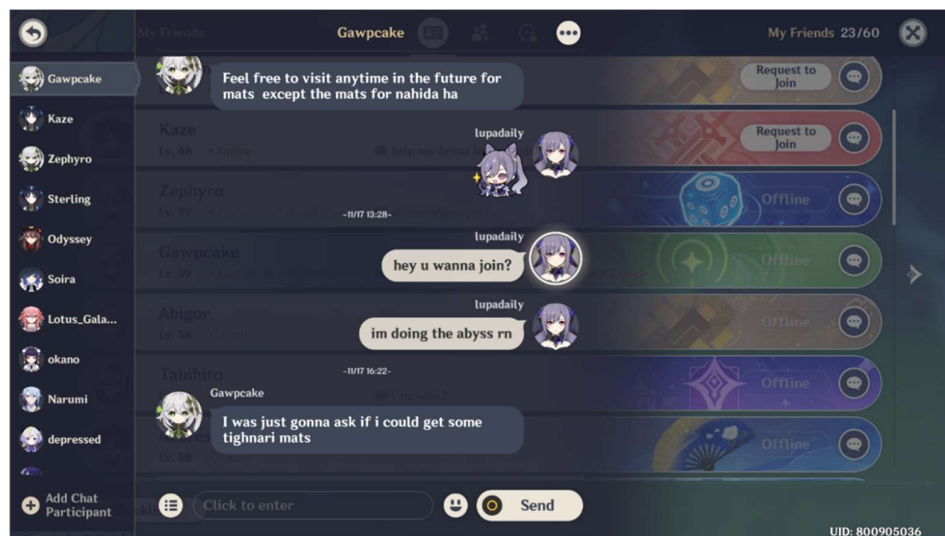 My Friends
Gawpcake
My Friends 23/60
Gawpcake
Kaze
Zephyro
Sterling
Odyssey
Soira
Lotus_Gala...
okano
Narumi
depressed
Add Chat
Participant
Feel free to visit anytime in the future for
mats except the mats for nahida ha
lupadaily
~11/17 13:28~
lupadaily
hey u wanna join?
lupadaily
im doing the abyss rn
~11/17 16:22~
Gawpcake
I was just gonna ask if i could get some
tighnari mats
Request to
Join
Kaze
Lv. 48
Request to
Join
Zephyro
Lv. 59
Offline
Gawpcake
Lv. 59
Offline
Abigor
Lv. 58
Offline
Tabibito
Offline
Lv. 58
Offline
Click to enter
Send
UID: 800905036